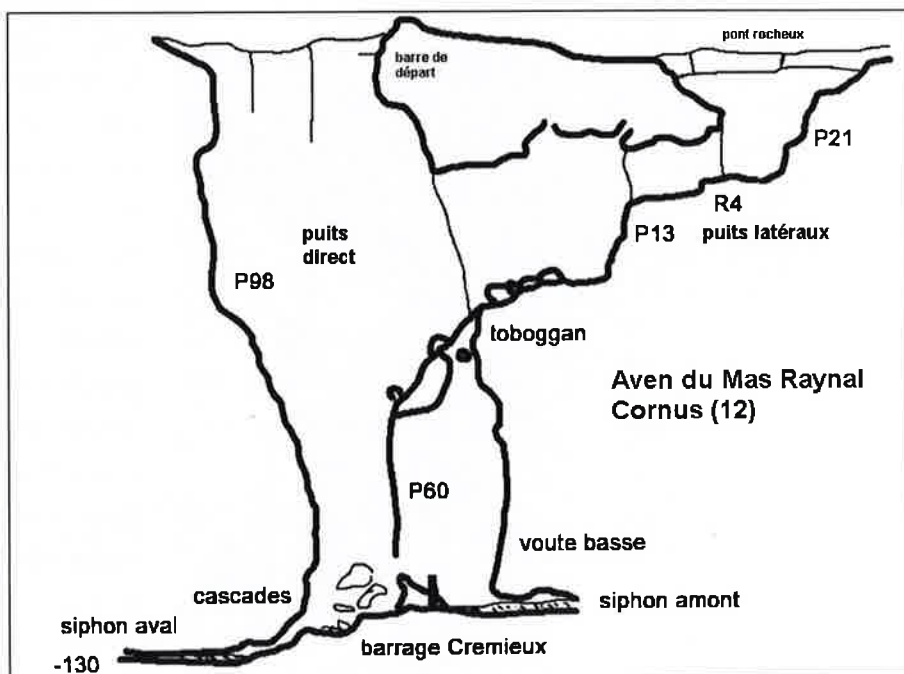 pont rocheux
barre de
départ
P21
R4
P13
puits latéraux
puits
direct
P98
toboggan
Aven du Mas Raynal
Cornus (12)
P60
voute basse
cascades
siphon amont
siphon aval
barrage Cremieux
-130